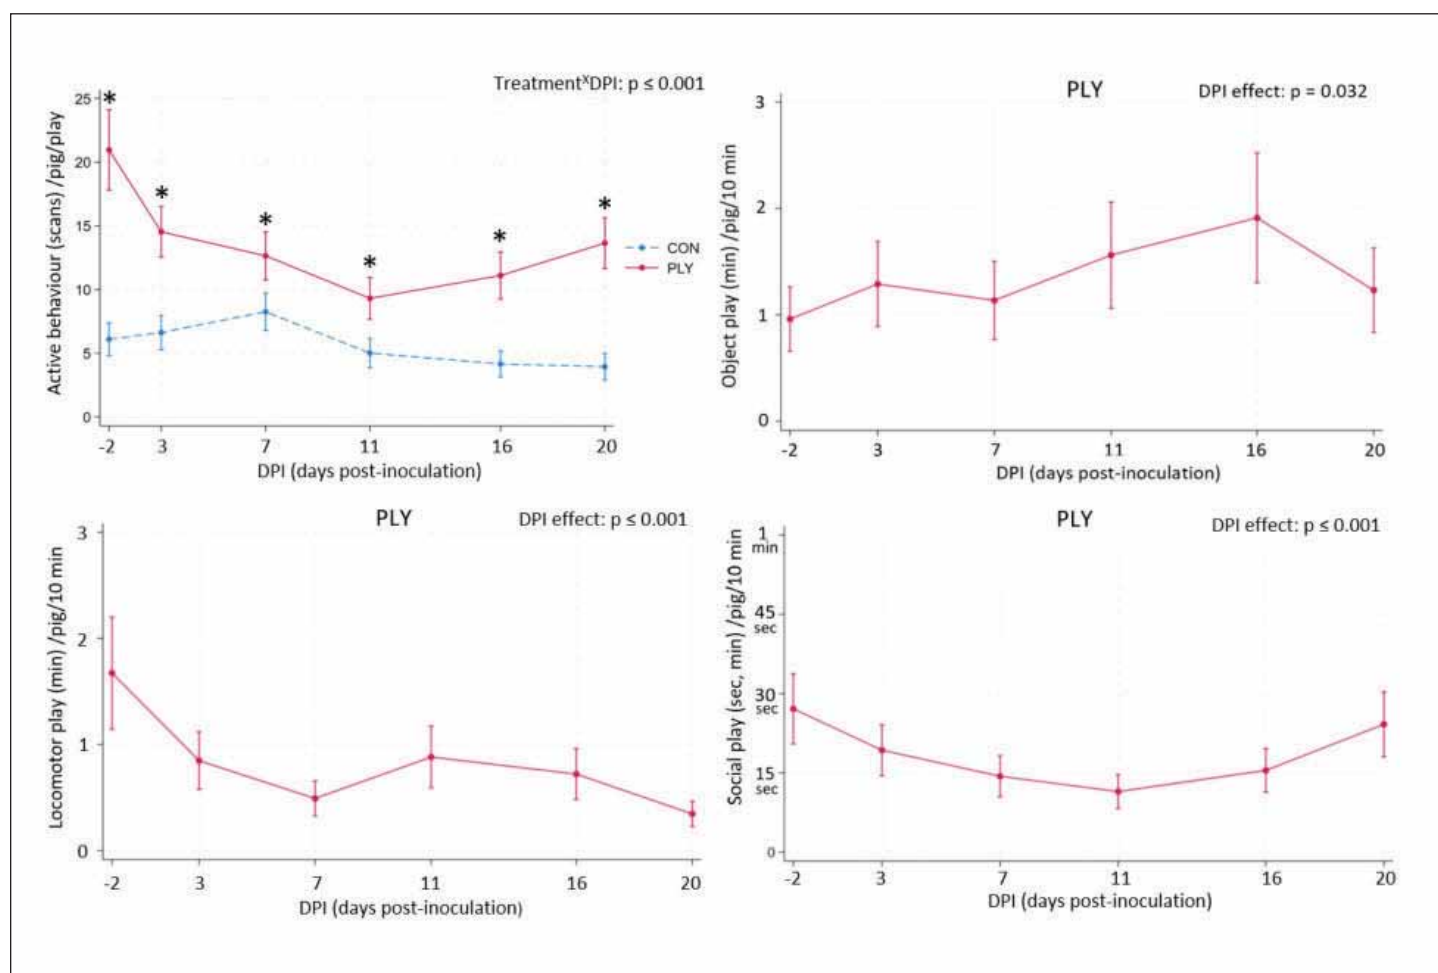 Treatment^XDPI: p ≤ 0.001
Active behaviour (scans) /pig/play
25
20
15
10
5
0
* * * * * *
CON
PLY
-2 3 7 11 16 20
DPI (days post-inoculation)
PLY
DPI effect: p = 0.032
Object play (min) /pig/10 min
3
2
1
0
-2 3 7 11 16 20
DPI (days post-inoculation)
PLY
DPI effect: p ≤ 0.001
Locomotor play (min) /pig/10 min
3
2
1
0
-2 3 7 11 16 20
DPI (days post-inoculation)
PLY
DPI effect: p ≤ 0.001
Social play (sec, min) /pig/10 min
1
min
45
sec
30
sec
15
sec
0
-2 3 7 11 16 20
DPI (days post-inoculation)